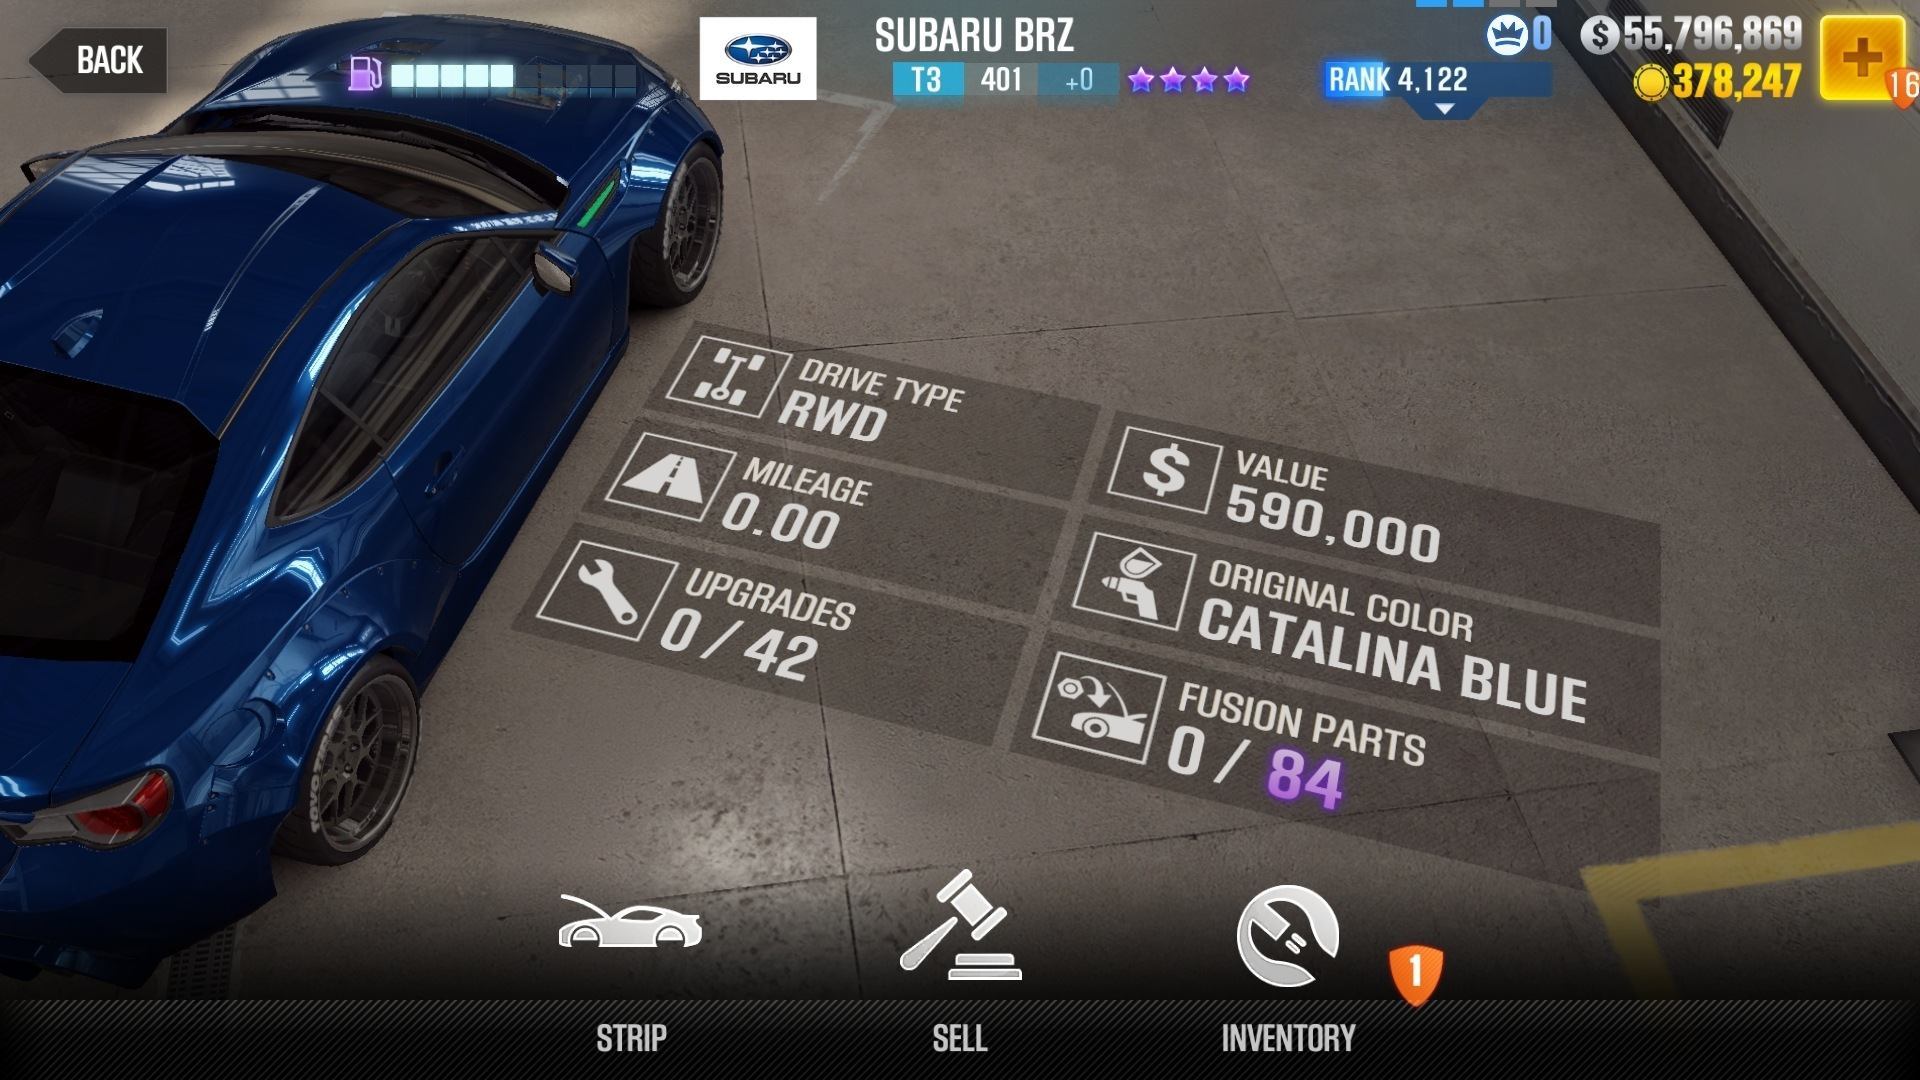 BACK
SUBARU
SUBARU BRZ
T3 401 +0
RANK 4,122
0
$ 55,796,869
378,247
16
DRIVE TYPE
RWD
MILEAGE
0.00
UPGRADES
0/42
$ VALUE
590,000
ORIGINAL COLOR
CATALINA BLUE
FUSION PARTS
0/84
STRIP
SELL
INVENTORY
1